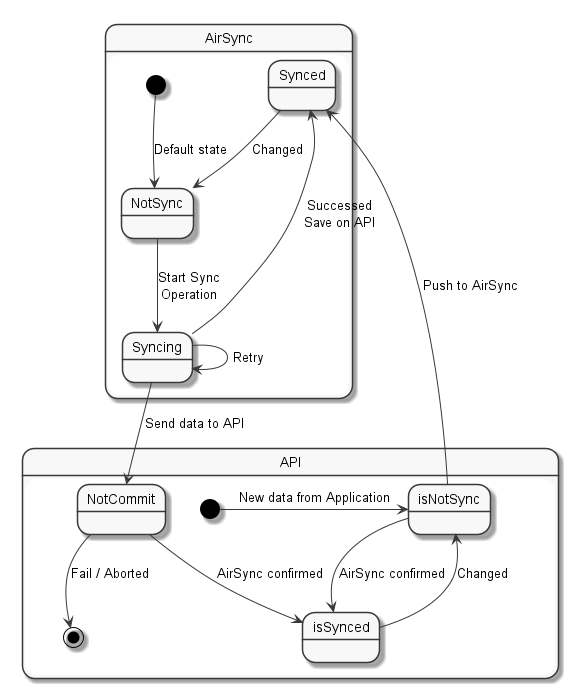 AirSync
Synced
Default state
Changed
NotSync
Successed
Save on API
Start Sync
Operation
Push to AirSync
Syncing
Retry
Send data to API
API
NotCommit
New data from Application
isNotSync
Fail / Aborted
AirSync confirmed
AirSync confirmed
Changed
isSynced